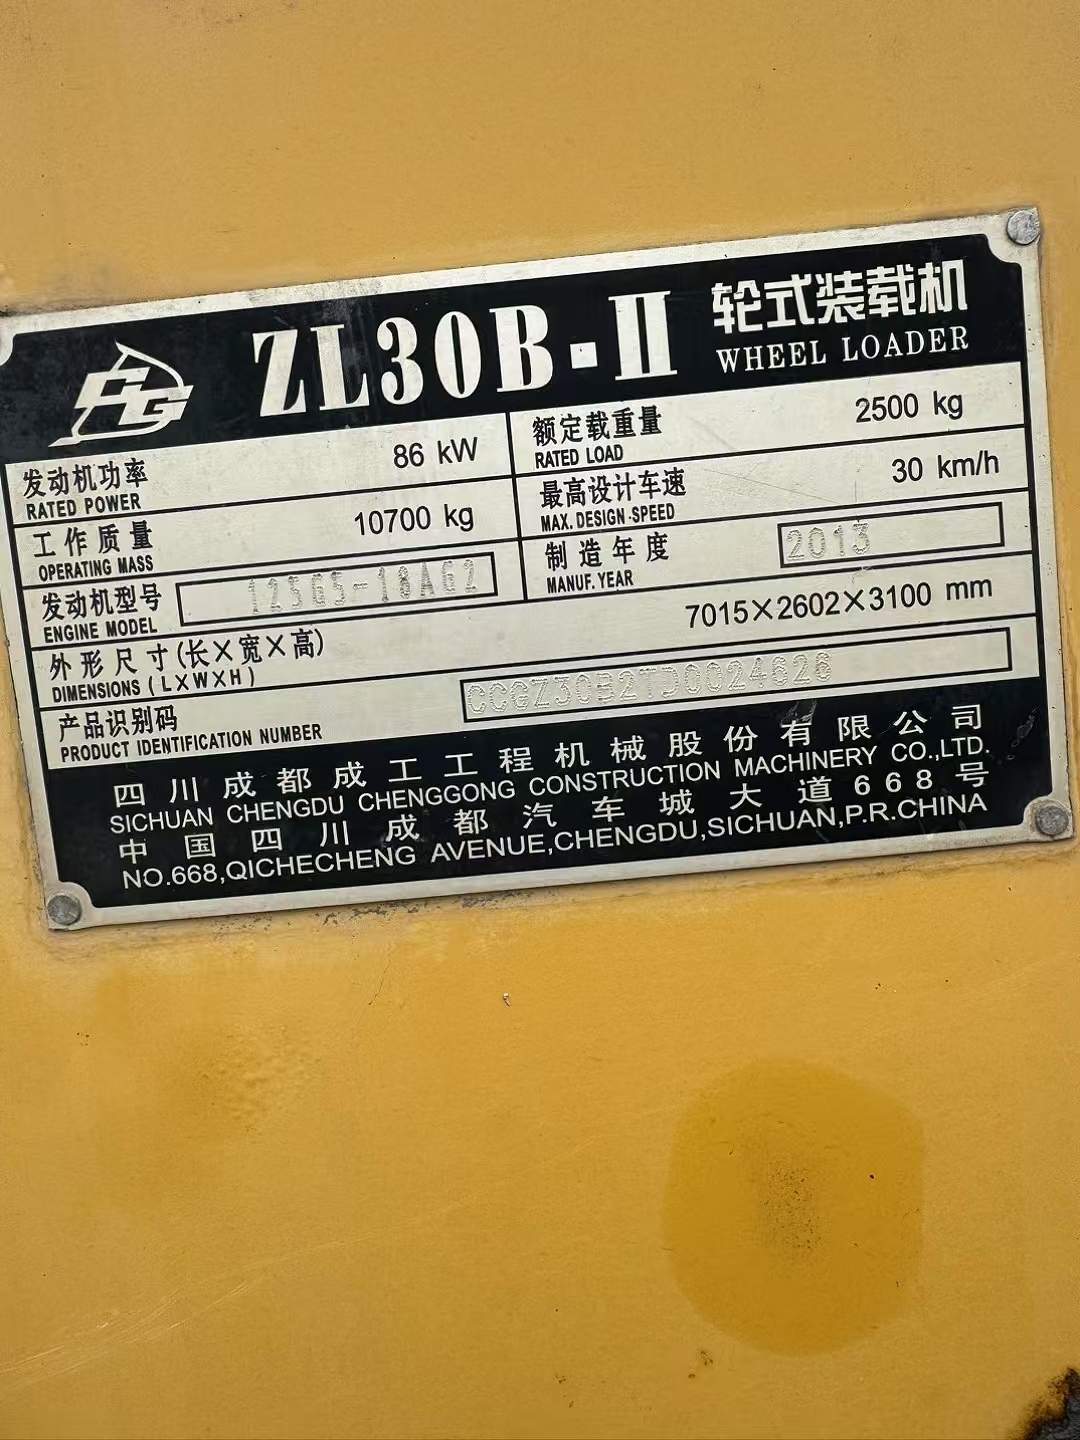 CG
ZL30B-II
轮式装载机
WHEEL LOADER
发动机功率 86 kW
RATED POWER
额定载重量 2500 kg
RATED LOAD
工作质量 10700 kg
OPERATING MASS
最高设计车速 30 km/h
MAX. DESIGN SPEED
发动机型号 12565-18AG2
ENGINE MODEL
制造年度 2013
MANUF. YEAR
外形尺寸(长×宽×高) 7015×2602×3100 mm
DIMENSIONS (L×W×H)
产品识别码 CCGZ30B2TD0024626
PRODUCT IDENTIFICATION NUMBER
四川成都成工工程机械股份有限公司
SICHUAN CHENGDU CHENGGONG CONSTRUCTION MACHINERY CO.,LTD.
中国四川成都汽车城大道668号
NO.668,QICHECHENG AVENUE,CHENGDU,SICHUAN,P.R.CHINA